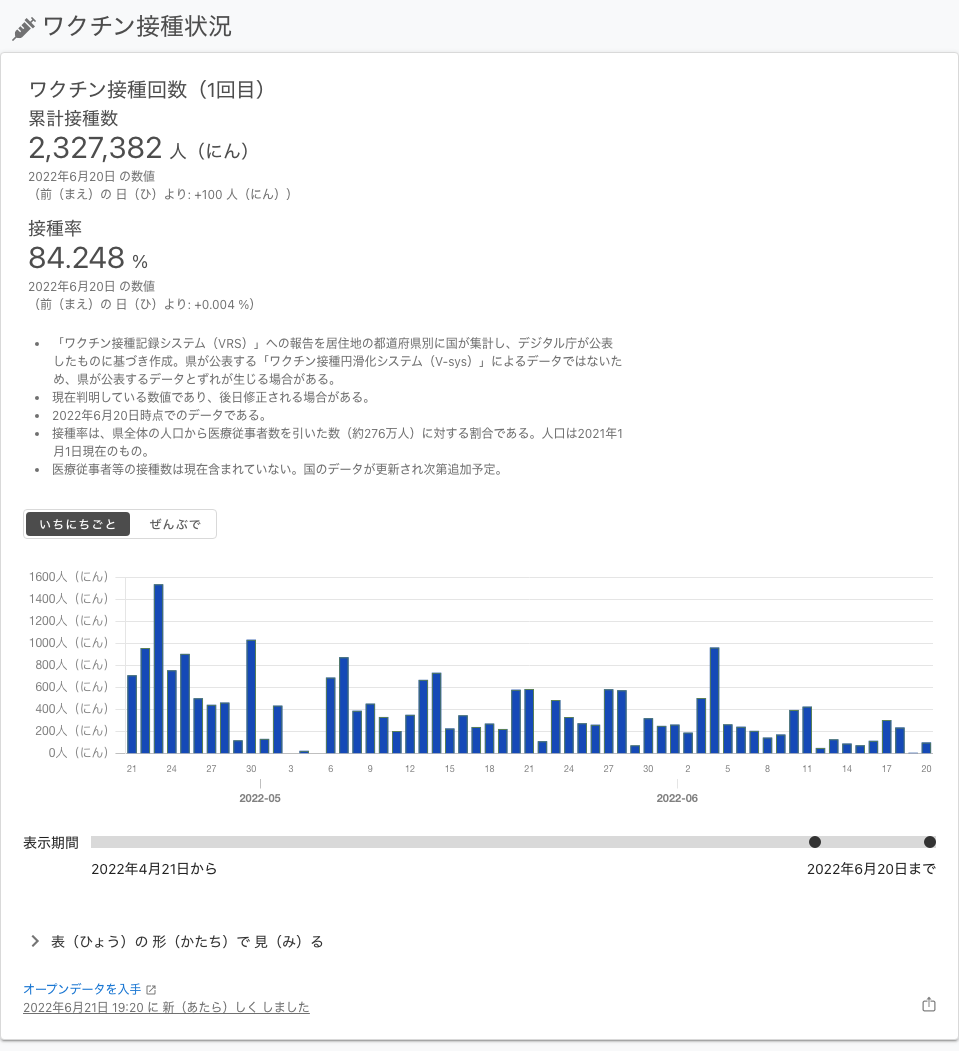 ワクチン接種状況
ワクチン接種回数（1回目）
累計接種数
2,327,382 人（にん）
2022年6月20日 の数値
（前（まえ）の 日（ひ）より: +100 人（にん））
接種率
84.248 %
2022年6月20日 の数値
（前（まえ）の 日（ひ）より: +0.004 %）
• 「ワクチン接種記録システム（VRS）」への報告を居住地の都道府県別に国が集計し、デジタル庁が公表
したものに基づき作成。県が公表する「ワクチン接種円滑化システム（V-sys）」によるデータではないた
め、県が公表するデータとずれが生じる場合がある。
• 現在判明している数値であり、後日修正される場合がある。
• 2022年6月20日時点でのデータである。
• 接種率は、県全体の人口から医療従事者数を引いた数（約276万人）に対する割合である。人口は2021年1
月1日現在のもの。
• 医療従事者等の接種数は現在含まれていない。国のデータが更新され次第追加予定。
いちにちごと ぜんぶで
1600人（にん）
1400人（にん）
1200人（にん）
1000人（にん）
800人（にん）
600人（にん）
400人（にん）
200人（にん）
0人（にん）
21 24 27 30 3 6 9 12 15 18 21 24 27 30 2 5 8 11 14 17 20
2022-05 2022-06
表示期間
2022年4月21日から 2022年6月20日まで
表（ひょう）の 形（かたち）で 見（み）る
オープンデータを入手
2022年6月21日 19:20 に 新（あたら）しく しました